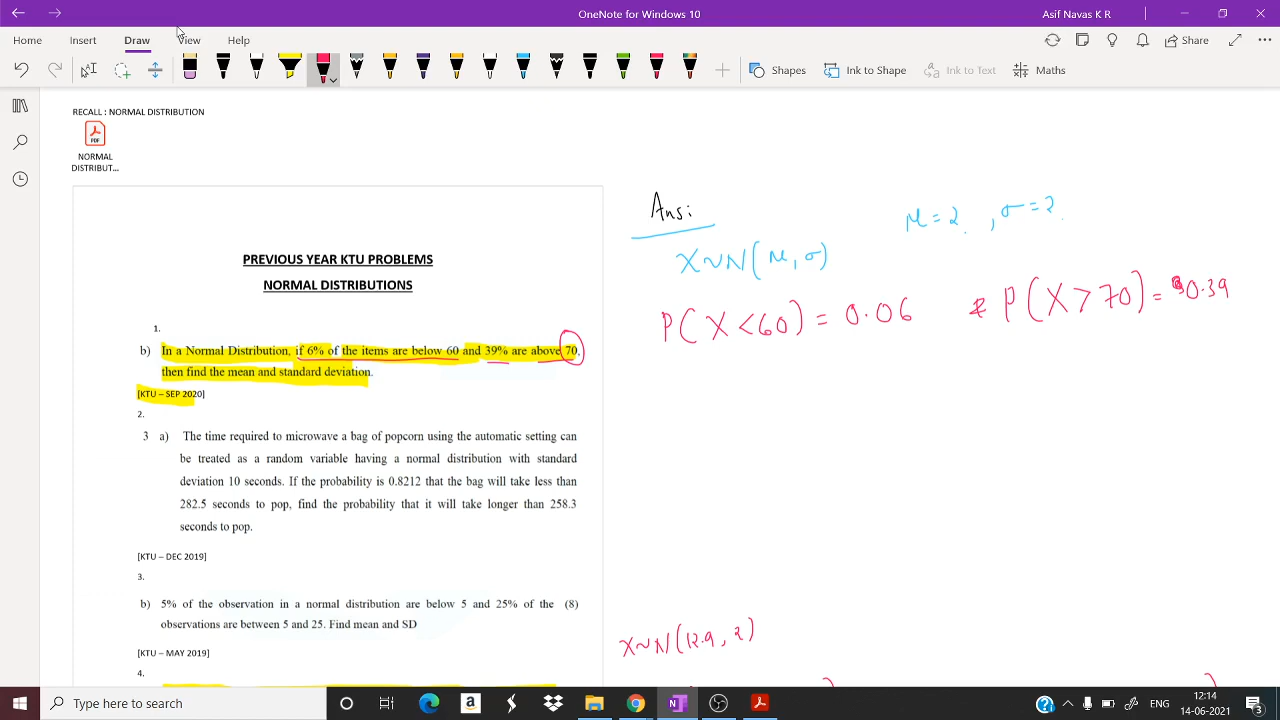 OneNote for Windows 10
Asif Navas K R
Home Insert Draw View Help
Share
Shapes Ink to Shape Ink to Text Maths
RECALL : NORMAL DISTRIBUTION
PDF
NORMAL
DISTRIBUT...
PREVIOUS YEAR KTU PROBLEMS
NORMAL DISTRIBUTIONS
1.
b) In a Normal Distribution, if 6% of the items are below 60 and 39% are above 70,
then find the mean and standard deviation.
[KTU – SEP 2020]
2.
3 a) The time required to microwave a bag of popcorn using the automatic setting can
be treated as a random variable having a normal distribution with standard
deviation 10 seconds. If the probability is 0.8212 that the bag will take less than
282.5 seconds to pop, find the probability that it will take longer than 258.3
seconds to pop.
[KTU – DEC 2019]
3.
b) 5% of the observation in a normal distribution are below 5 and 25% of the (8)
observations are between 5 and 25. Find mean and SD
[KTU – MAY 2019]
4.
Ans:
μ = 2 , σ = 2
X ~ N(μ, σ)
P(X < 60) = 0.06 & P(X > 70) = 0.39
X ~ N(12.9, 2)
Type here to search
a
ENG
12:14
14-06-2021
3